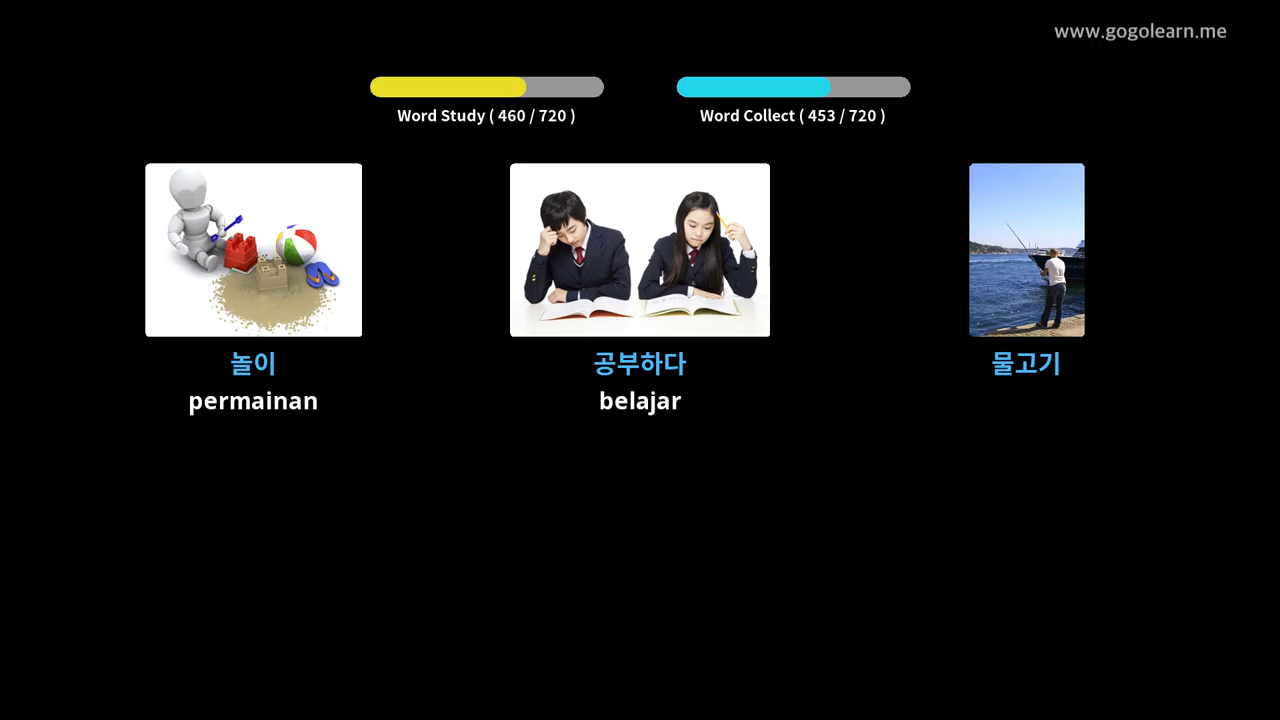 www.gogolearn.me
Word Study ( 460 / 720 )
Word Collect ( 453 / 720 )
놀이
permainan
공부하다
belajar
물고기